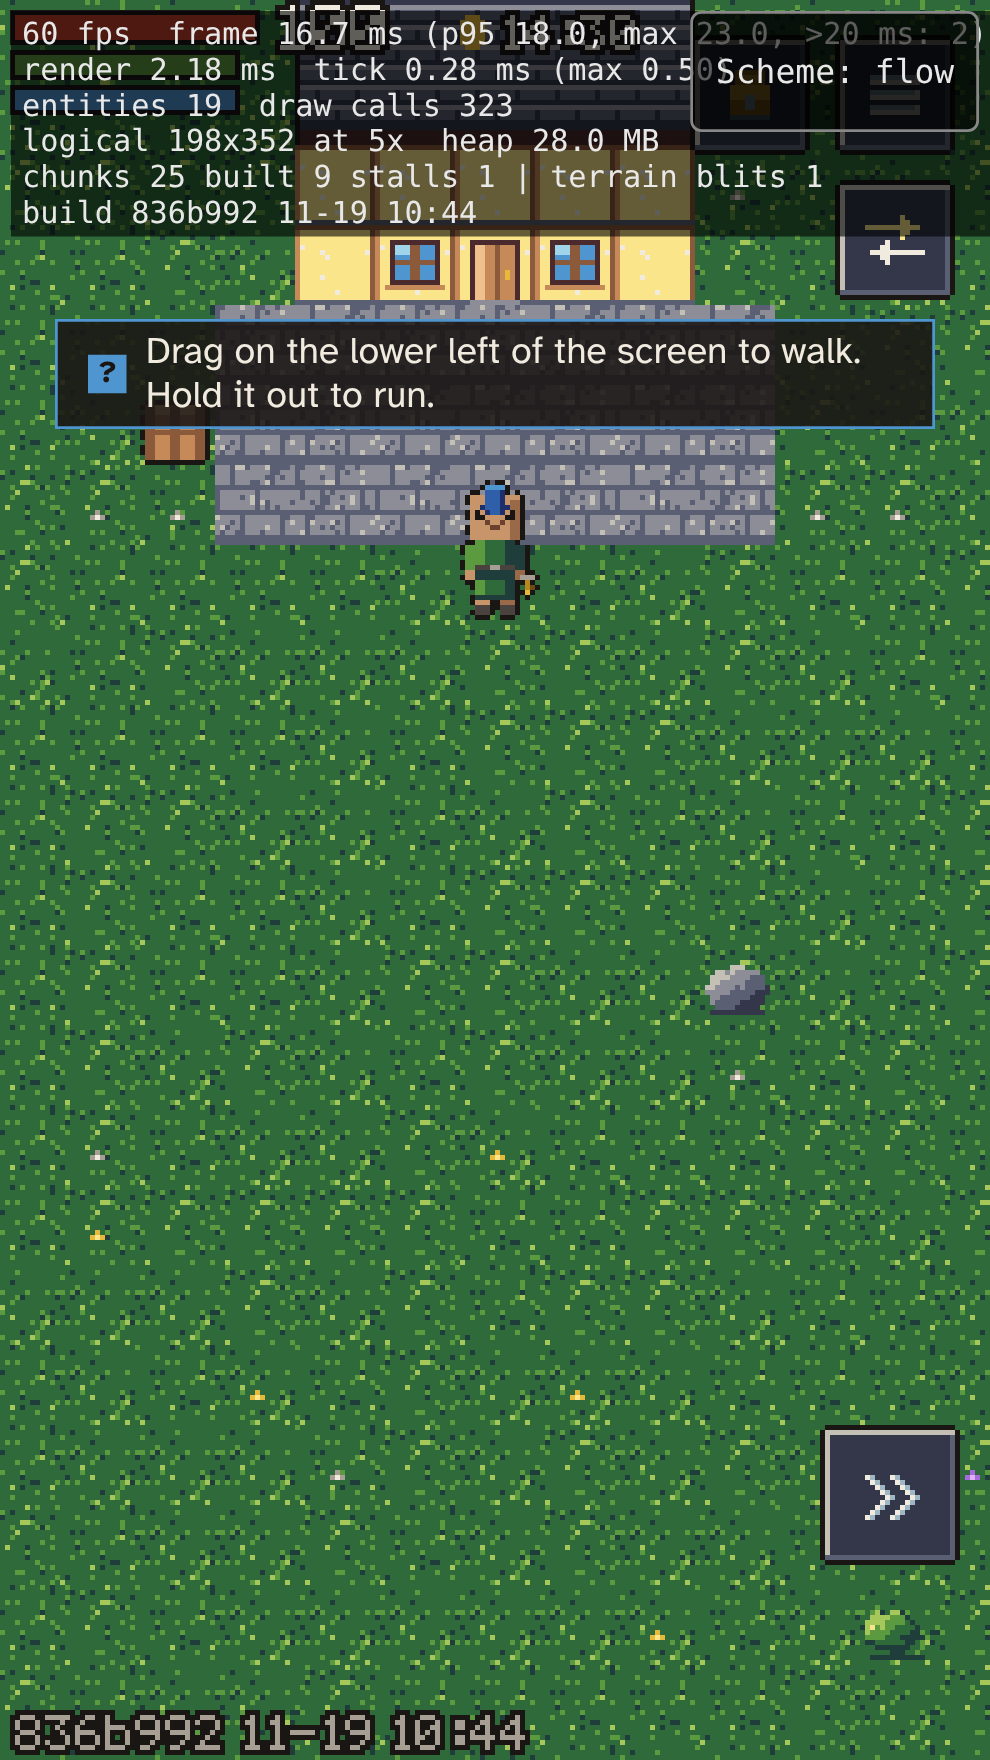 60 fps  frame 16.7 ms (p95 18.0, max 23.0, >20 ms: 2)
render 2.18 ms  tick 0.28 ms (max 0.50)
Scheme: flow
entities 19  draw calls 323
logical 198x352 at 5x  heap 28.0 MB
chunks 25 built 9 stalls 1 | terrain blits 1
build 836b992 11-19 10:44
?
Drag on the lower left of the screen to walk.
Hold it out to run.
836b992 11-19 10:44